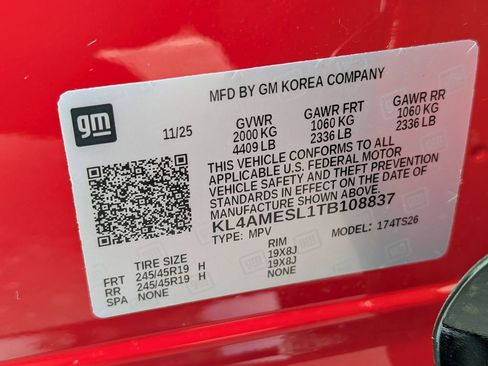 MFD BY GM KOREA COMPANY
gm
11/25
GVWR GAWR FRT GAWR RR
2000 KG 1060 KG 1060 KG
4409 LB 2336 LB 2336 LB
THIS VEHICLE CONFORMS TO ALL
APPLICABLE U.S. FEDERAL MOTOR
VEHICLE SAFETY AND THEFT PREVENTION
STANDARDS IN EFFECT ON THE DATE OF
MANUFACTURE SHOWN ABOVE.
KL4AMESL1TB108837
TYPE: MPV MODEL: 174TS26
TIRE SIZE RIM
FRT 245/45R19 H 19X8J
RR 245/45R19 H 19X8J
SPA NONE NONE